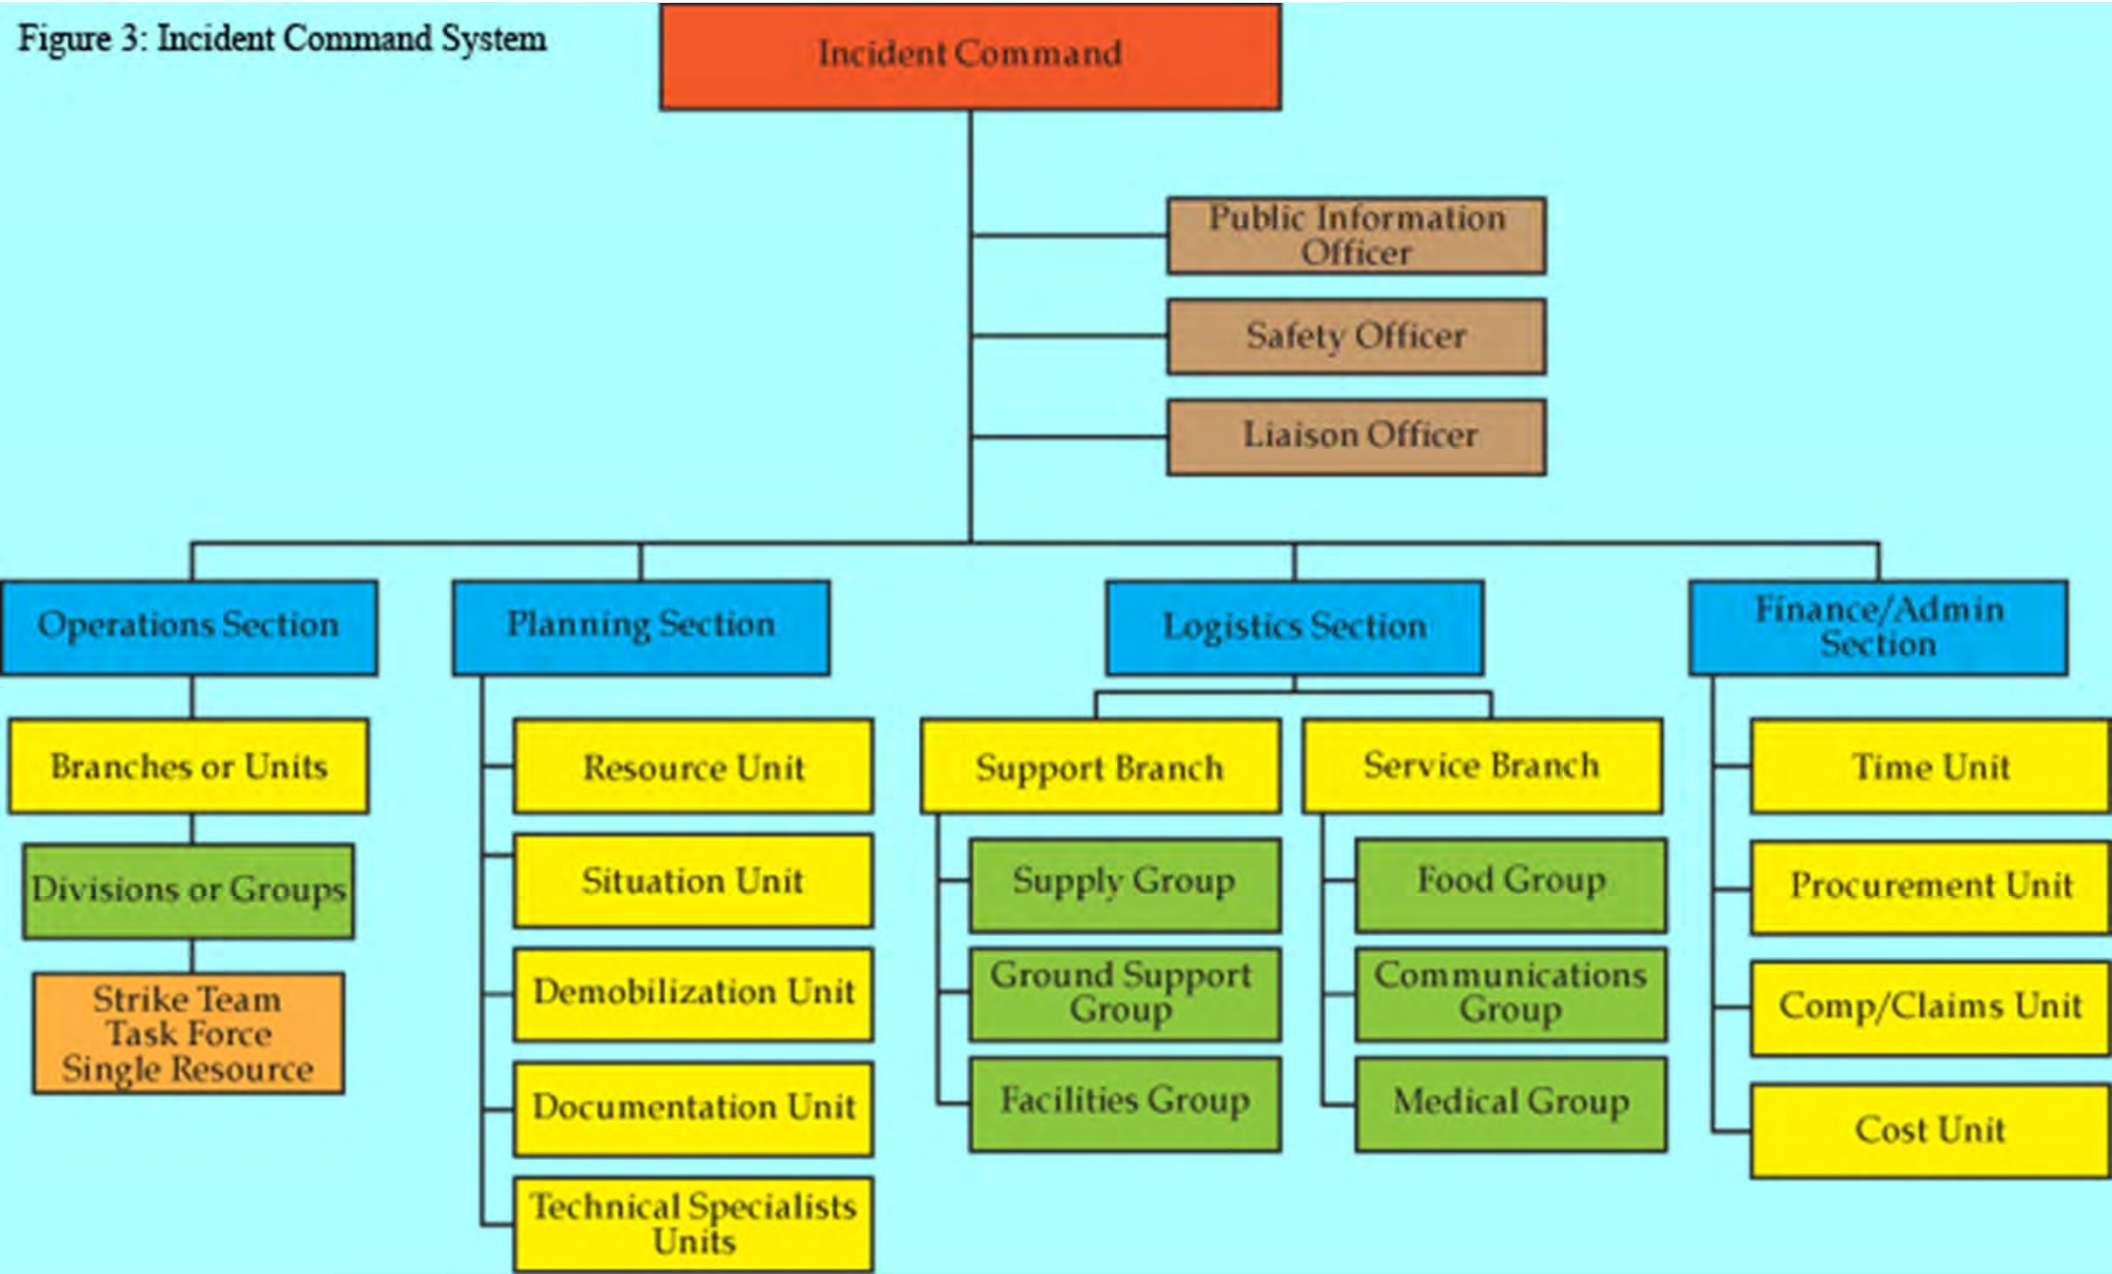 Figure 3: Incident Command System
Incident Command
Public Information
Officer
Safety Officer
Liaison Officer
Operations Section
Branches or Units
Divisions or Groups
Strike Team
Task Force
Single Resource
Planning Section
Resource Unit
Situation Unit
Demobilization Unit
Documentation Unit
Technical Specialists
Units
Logistics Section
Support Branch
Supply Group
Ground Support
Group
Facilities Group
Service Branch
Food Group
Communications
Group
Medical Group
Finance/Admin
Section
Time Unit
Procurement Unit
Comp/Claims Unit
Cost Unit